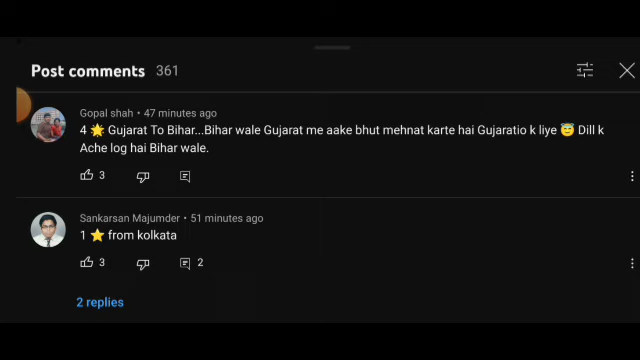 Post comments 361
Gopal shah • 47 minutes ago
4 🌟 Gujarat To Bihar...Bihar wale Gujarat me aake bhut mehnat karte hai Gujaratio k liye 😇 Dill k
Ache log hai Bihar wale.
3
Sankarsan Majumder • 51 minutes ago
1 ⭐ from kolkata
3 2
2 replies